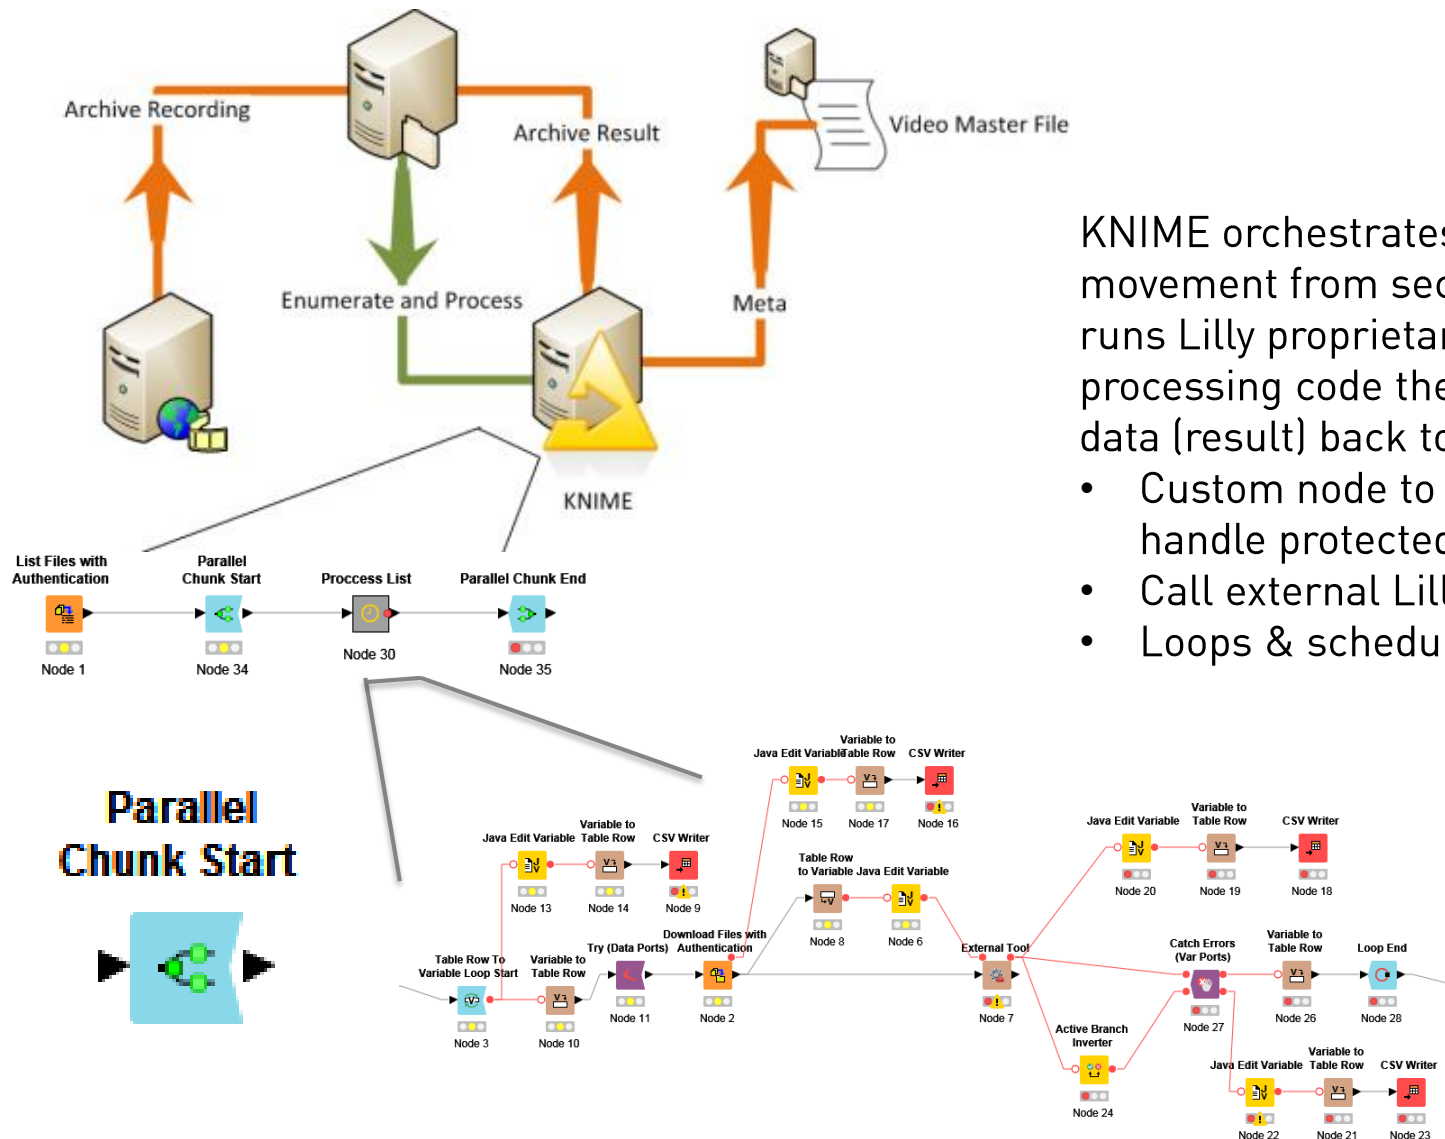 Archive Recording
Archive Result
Video Master File
Enumerate and Process
Meta
KNIME
KNIME orchestrates
movement from sec
runs Lilly proprietar
processing code the
data (result) back to
• Custom node to
handle protected
• Call external Lill
• Loops & schedu
List Files with
Authentication
Node 1
Parallel
Chunk Start
Node 34
Proccess List
Node 30
Parallel Chunk End
Node 35
Parallel
Chunk Start
Table Row To
Variable Loop Start
Node 3
Java Edit Variable
Node 13
Variable to
Table Row
Node 14
CSV Writer
Node 9
Variable to
Table Row
Node 10
Try (Data Ports)
Node 11
Download Files with
Authentication
Node 2
Java Edit Variable
Node 15
Variable to
Table Row
Node 17
CSV Writer
Node 16
Table Row
to Variable
Node 8
Java Edit Variable
Node 6
External Tool
Node 7
Java Edit Variable
Node 20
Variable to
Table Row
Node 19
CSV Writer
Node 18
Active Branch
Inverter
Node 24
Catch Errors
(Var Ports)
Node 27
Variable to
Table Row
Node 26
Loop End
Node 28
Java Edit Variable
Node 22
Variable to
Table Row
Node 21
CSV Writer
Node 23